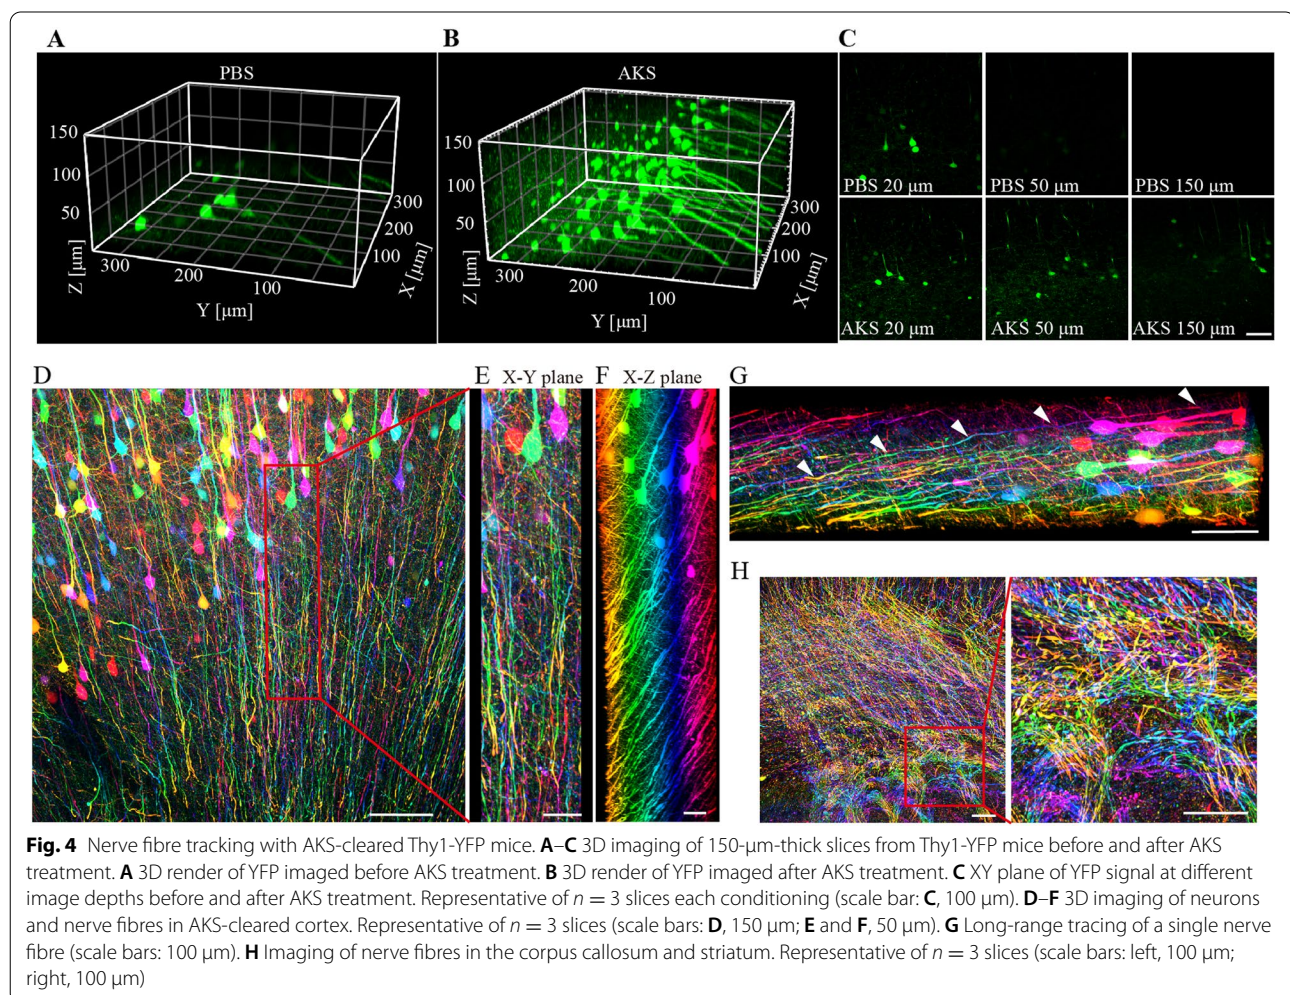 A
B
C
PBS
AKS
150
100
50
Z [µm]
300
200
100
Y [µm]
300
200
100
X [µm]
150
100
50
Z [µm]
300
200
100
Y [µm]
300
200
100
X [µm]
PBS 20 µm
PBS 50 µm
PBS 150 µm
AKS 20 µm
AKS 50 µm
AKS 150 µm
D
E X-Y plane
F X-Z plane
G
H
Fig. 4 Nerve fibre tracking with AKS-cleared Thy1-YFP mice. A–C 3D imaging of 150-µm-thick slices from Thy1-YFP mice before and after AKS
treatment. A 3D render of YFP imaged before AKS treatment. B 3D render of YFP imaged after AKS treatment. C XY plane of YFP signal at different
image depths before and after AKS treatment. Representative of n = 3 slices each conditioning (scale bar: C, 100 µm). D–F 3D imaging of neurons
and nerve fibres in AKS-cleared cortex. Representative of n = 3 slices (scale bars: D, 150 µm; E and F, 50 µm). G Long-range tracing of a single nerve
fibre (scale bars: 100 µm). H Imaging of nerve fibres in the corpus callosum and striatum. Representative of n = 3 slices (scale bars: left, 100 µm;
right, 100 µm)